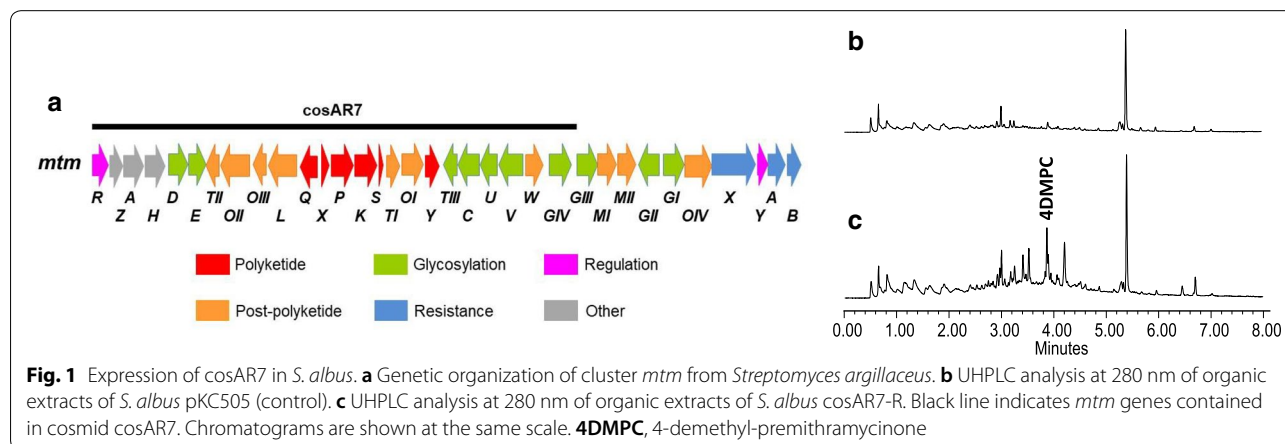 a
cosAR7
mtm
R A D TII OIII Q P S OI TIII U W GIII MII GI X A
Z H E OII L X K TI Y C V GIV MI GII OIV Y B
Polyketide Glycosylation Regulation
Post-polyketide Resistance Other
b
c
4DMPC
0.00 1.00 2.00 3.00 4.00 5.00 6.00 7.00 8.00
Minutes
Fig. 1 Expression of cosAR7 in S. albus. a Genetic organization of cluster mtm from Streptomyces argillaceus. b UHPLC analysis at 280 nm of organic
extracts of S. albus pKC505 (control). c UHPLC analysis at 280 nm of organic extracts of S. albus cosAR7-R. Black line indicates mtm genes contained
in cosmid cosAR7. Chromatograms are shown at the same scale. 4DMPC, 4-demethyl-premithramycinone